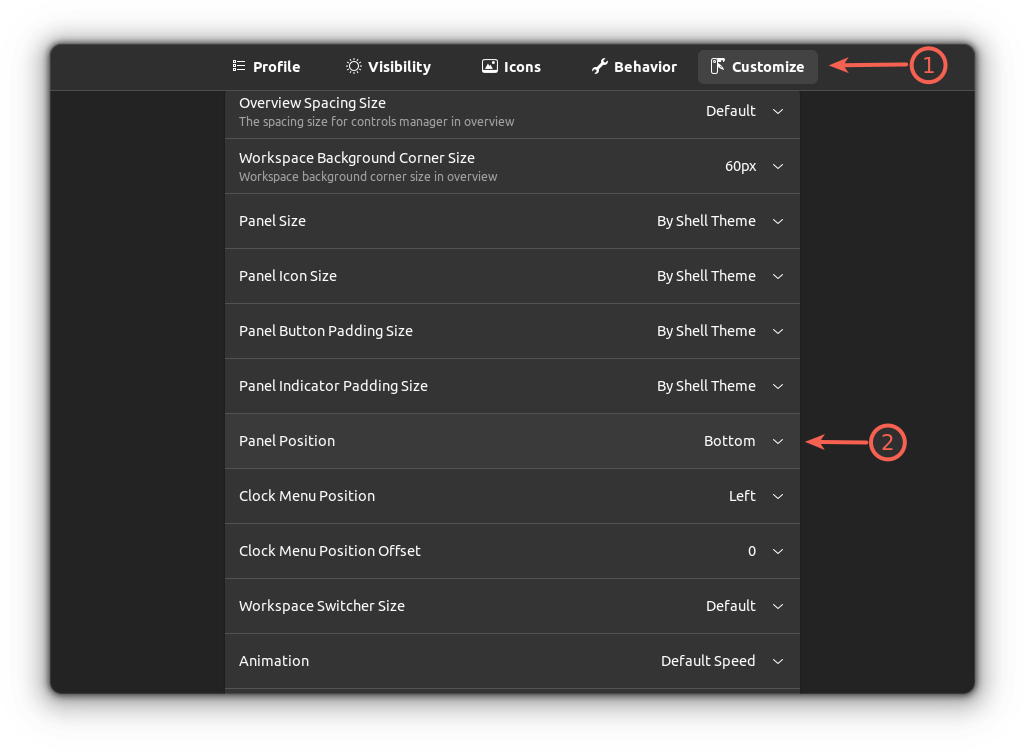 Profile Visibility Icons Behavior Customize 1
Overview Spacing Size Default
The spacing size for controls manager in overview
Workspace Background Corner Size 60px
Workspace background corner size in overview
Panel Size By Shell Theme
Panel Icon Size By Shell Theme
Panel Button Padding Size By Shell Theme
Panel Indicator Padding Size By Shell Theme
Panel Position Bottom 2
Clock Menu Position Left
Clock Menu Position Offset 0
Workspace Switcher Size Default
Animation Default Speed